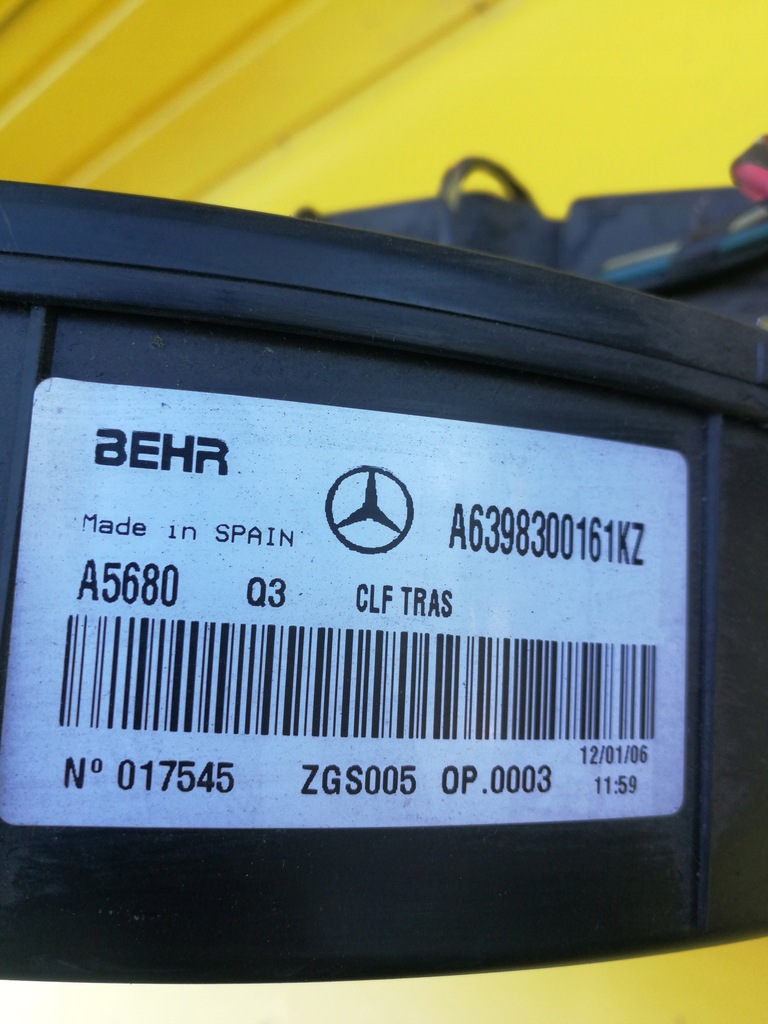 BEHR
Made in SPAIN
A6398300161KZ
A5680 Q3 CLF TRAS
12/01/06
Nº 017545 ZGS005 OP.0003 11:59